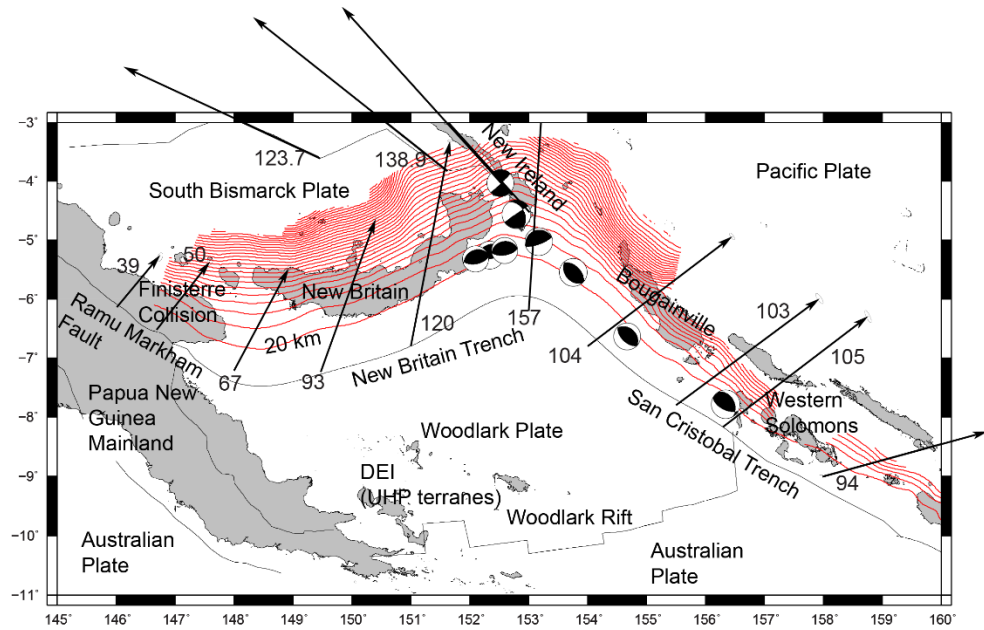 -3°
-4°
-5°
-6°
-7°
-8°
-9°
-10°
-11°
123.7
138.9
New Ireland
Pacific Plate
South Bismarck Plate
50
39
Finisterre
Collision
New Britain
Bougainville
Ramu Markham
Fault
20 km
120
157
103
67
93
New Britain Trench
104
105
Papua New
Guinea
Mainland
Western
Solomons
San Cristobal Trench
Woodlark Plate
94
DEI
(UHP terranes)
Woodlark Rift
Australian
Plate
Australian
Plate
145°
146°
147°
148°
149°
150°
151°
152°
153°
154°
155°
156°
157°
158°
159°
160°